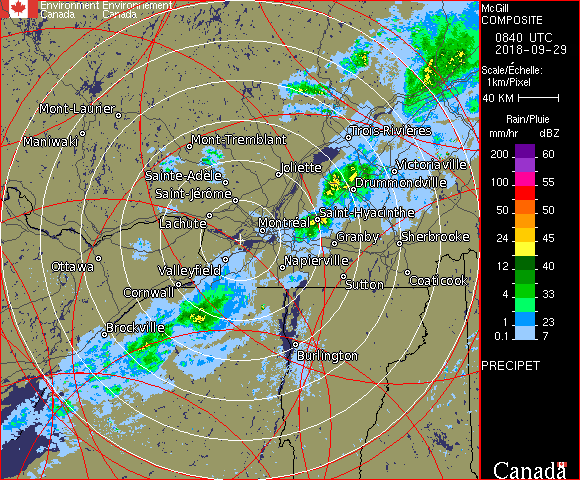 Environment Environnement
Canada Canada
McGill
COMPOSITE
0840 UTC
2018-09-29
Scale/Échelle:
1km/Pixel
40 KM
Rain/Pluie
mm/hr dBZ
200 60
100 55
50 50
24 45
12 40
4 33
1 23
0.1 7
PRECIPET
Canada
Mont-Laurier
Maniwaki
Mont-Tremblant
Trois-Rivières
Joliette
Victoriaville
Sainte-Adèle
Drummondville
Saint-Jérôme
Saint-Hyacinthe
Lachute
Montréal
Granby
Sherbrooke
Ottawa
Valleyfield
Napierville
Coaticook
Sutton
Cornwall
Brockville
Burlington